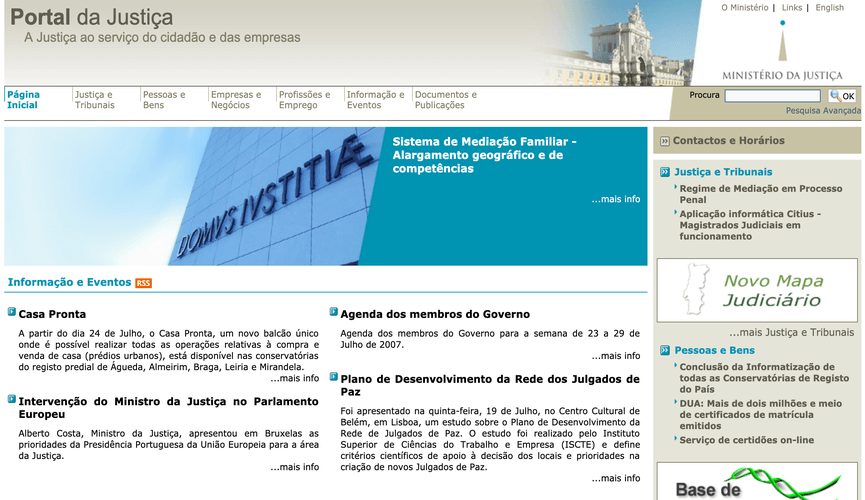 Portal da Justiça
A Justiça ao serviço do cidadão e das empresas
O Ministério | Links | English
MINISTÉRIO DA JUSTIÇA
Página
Inicial
Justiça e
Tribunais
Pessoas e
Bens
Empresas e
Negócios
Profissões e
Emprego
Informação e
Eventos
Documentos e
Publicações
Procura
OK
Pesquisa Avançada
DOMVS IVSTITIÆ
Sistema de Mediação Familiar -
Alargamento geográfico e de
competências
...mais info
Informação e Eventos RSS
Casa Pronta
A partir do dia 24 de Julho, o Casa Pronta, um novo balcão único
onde é possível realizar todas as operações relativas à compra e
venda de casa (prédios urbanos), está disponível nas conservatórias
do registo predial de Águeda, Almeirim, Braga, Leiria e Mirandela.
...mais info
Intervenção do Ministro da Justiça no Parlamento
Europeu
Alberto Costa, Ministro da Justiça, apresentou em Bruxelas as
prioridades da Presidência Portuguesa da União Europeia para a área
da Justiça.
...mais info
Agenda dos membros do Governo
Agenda dos membros do Governo para a semana de 23 a 29 de
Julho de 2007.
...mais info
Plano de Desenvolvimento da Rede dos Julgados de
Paz
Foi apresentado na quinta-feira, 19 de Julho, no Centro Cultural de
Belém, em Lisboa, um estudo sobre o Plano de Desenvolvimento da
Rede de Julgados de Paz. O estudo foi realizado pelo Instituto
Superior de Ciências do Trabalho e Empresa (ISCTE) e define
critérios científicos de apoio à decisão dos locais e prioridades na
criação de novos Julgados de Paz.
...mais info
Contactos e Horários
Justiça e Tribunais
Regime de Mediação em Processo
Penal
Aplicação informática Citius -
Magistrados Judiciais em
funcionamento
Novo Mapa
Judiciário
...mais Justiça e Tribunais
Pessoas e Bens
Conclusão da Informatização de
todas as Conservatórias de Registo
do País
DUA: Mais de dois milhões e meio
de certificados de matrícula
emitidos
Serviço de certidões on-line
Base de